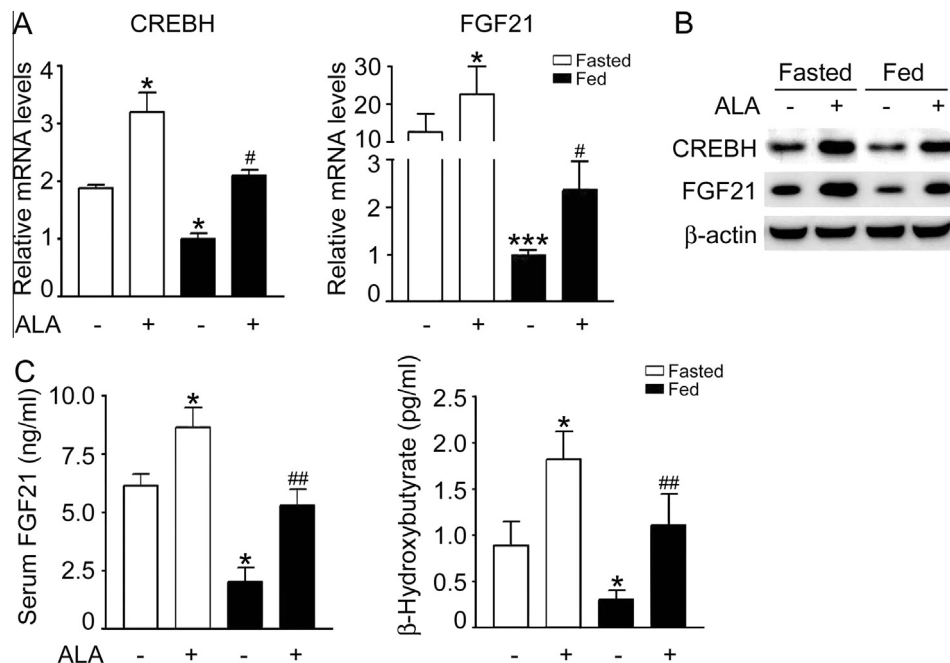 A
CREBH
Relative mRNA levels
4
3
2
1
0
* * #
ALA - + - +
FGF21
Relative mRNA levels
30
20
10
4
3
2
1
0
* *** #
- + - +
Fasted
Fed
B
Fasted Fed
ALA - + - +
CREBH
FGF21
β-actin
C
Serum FGF21 (ng/ml)
10.0
7.5
5.0
2.5
0
* * ##
ALA - + - +
β-Hydroxybutyrate (pg/ml)
2.5
2.0
1.5
1.0
0.5
0.0
* * ##
- + - +
Fasted
Fed